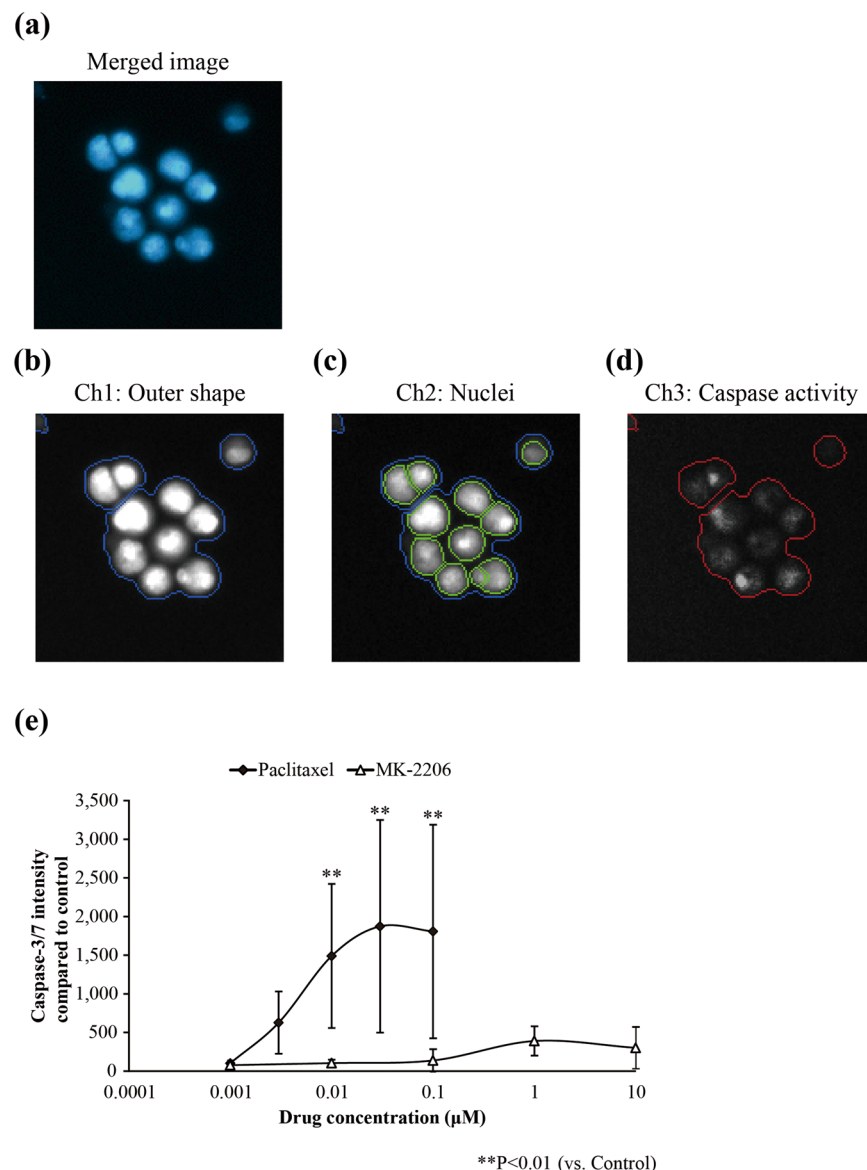 (a)
Merged image
(b)
Ch1: Outer shape
(c)
Ch2: Nuclei
(d)
Ch3: Caspase activity
(e)
Paclitaxel
MK-2206
Caspase-3/7 intensity
compared to control
3,500
3,000
2,500
2,000
1,500
1,000
500
0
**
**
**
0.0001
0.001
0.01
0.1
1
10
Drug concentration (μM)
**P<0.01 (vs. Control)